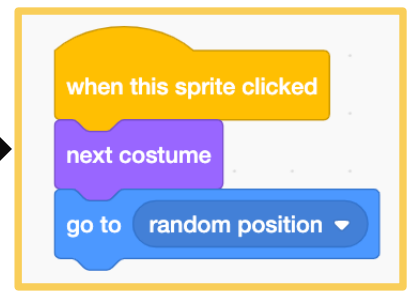 when this sprite clicked
next costume
go to random position